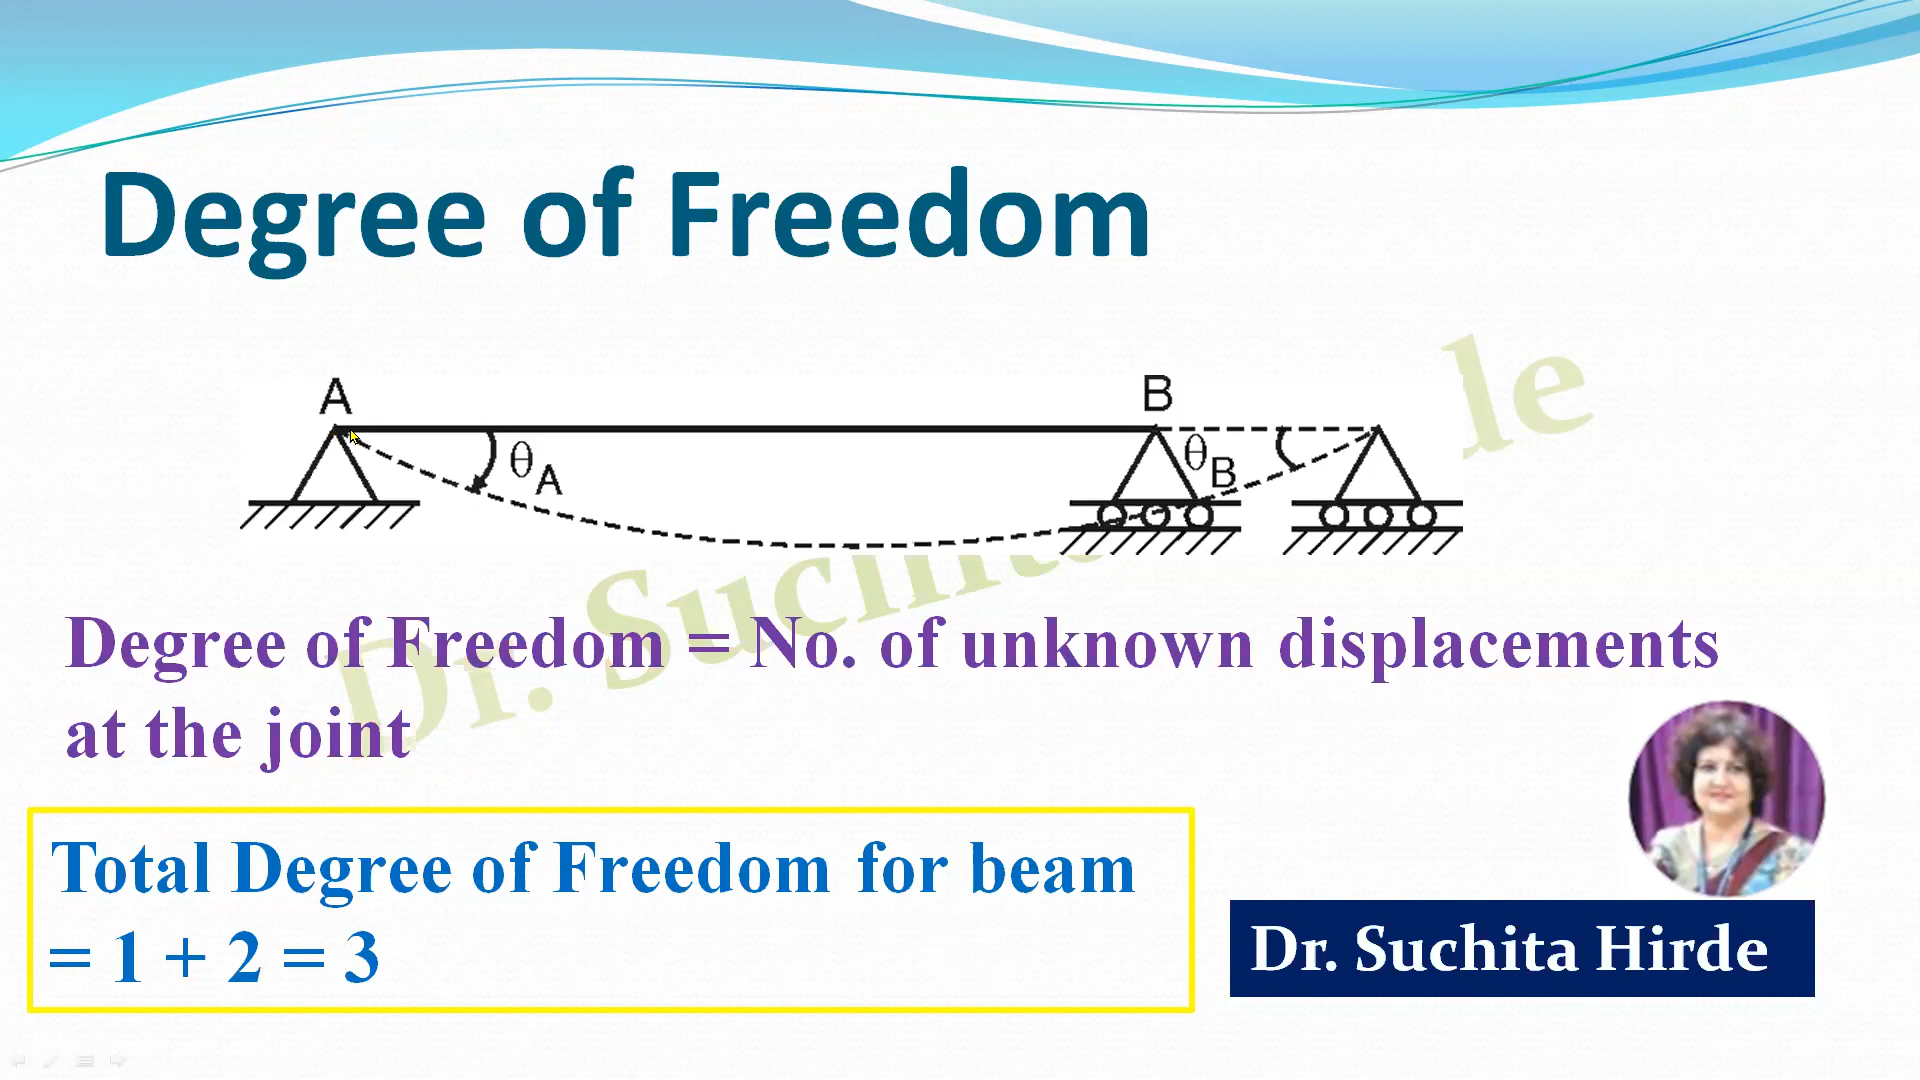 Degree of Freedom
A
B
θA
θB
Degree of Freedom = No. of unknown displacements
at the joint
Total Degree of Freedom for beam
= 1 + 2 = 3
Dr. Suchita Hirde